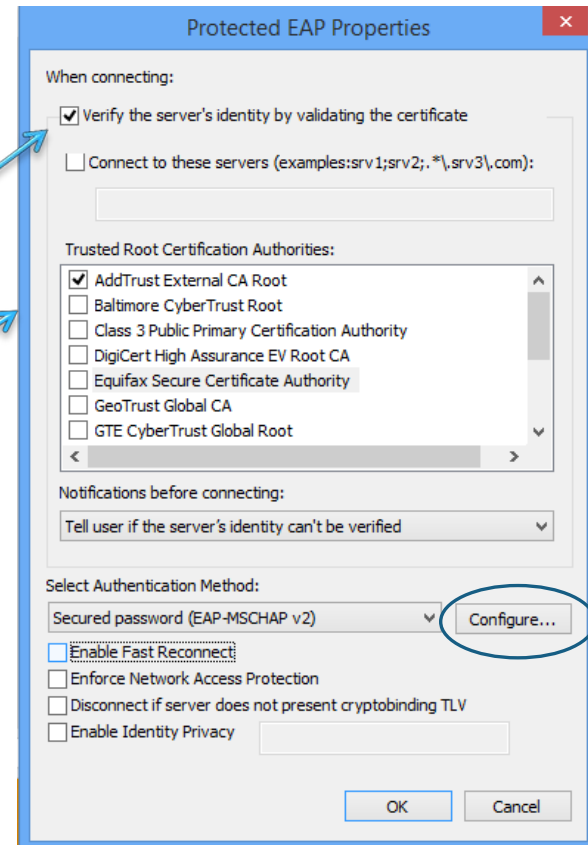 Protected EAP Properties
When connecting:
Verify the server's identity by validating the certificate
Connect to these servers (examples:srv1;srv2;.*\.srv3\.com):
Trusted Root Certification Authorities:
AddTrust External CA Root
Baltimore CyberTrust Root
Class 3 Public Primary Certification Authority
DigiCert High Assurance EV Root CA
Equifax Secure Certificate Authority
GeoTrust Global CA
GTE CyberTrust Global Root
Notifications before connecting:
Tell user if the server's identity can't be verified
Select Authentication Method:
Secured password (EAP-MSCHAP v2) Configure...
Enable Fast Reconnect
Enforce Network Access Protection
Disconnect if server does not present cryptobinding TLV
Enable Identity Privacy
OK Cancel